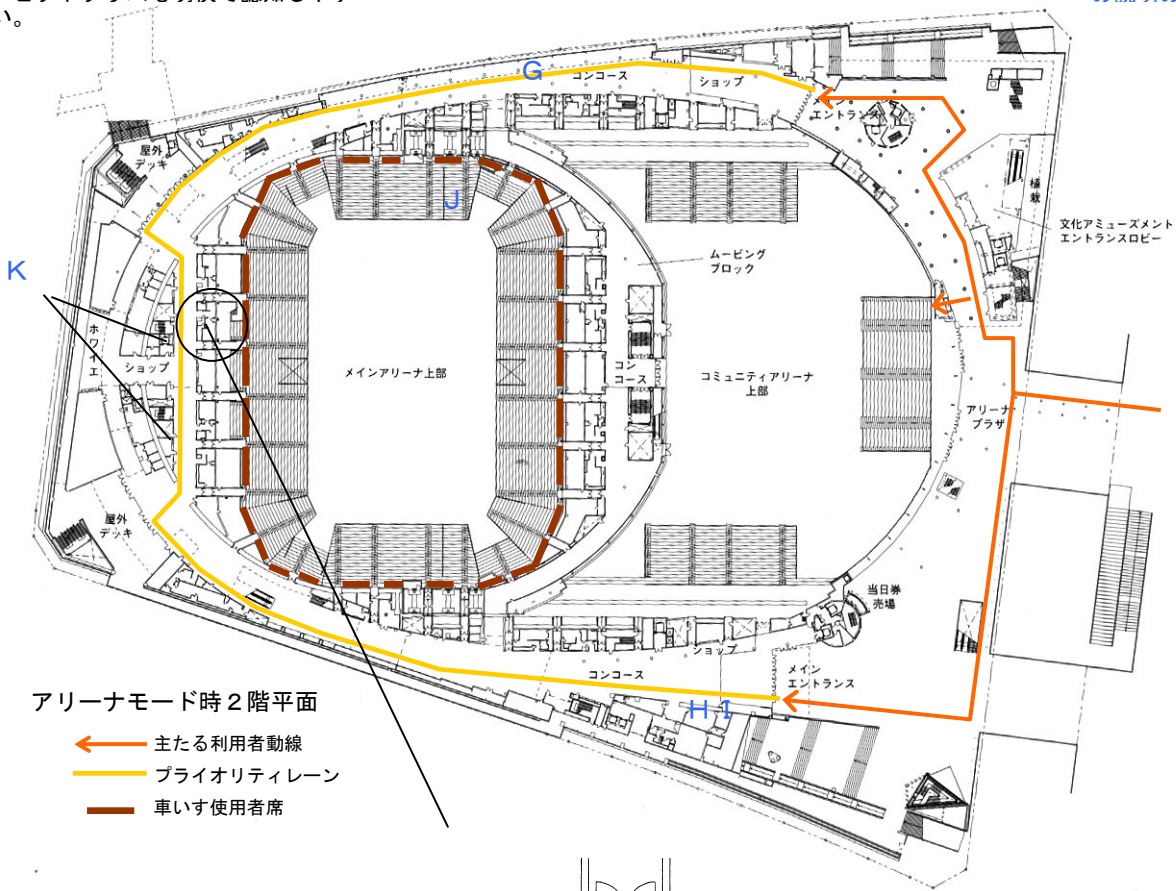 い。
G
コンコース
ショップ
メイン
エントランス
屋外
デッキ
植栽
文化アミューズメント
エントランスロビー
J
ムービング
ブロック
K
ホワイエ
ショップ
メインアリーナ上部
コン
コース
コミュニティアリーナ
上部
アリーナ
プラザ
屋外
デッキ
当日券
売場
ショップ
コンコース
メイン
エントランス
H I
アリーナモード時2階平面
主たる利用者動線
プライオリティレーン
車いす使用者席